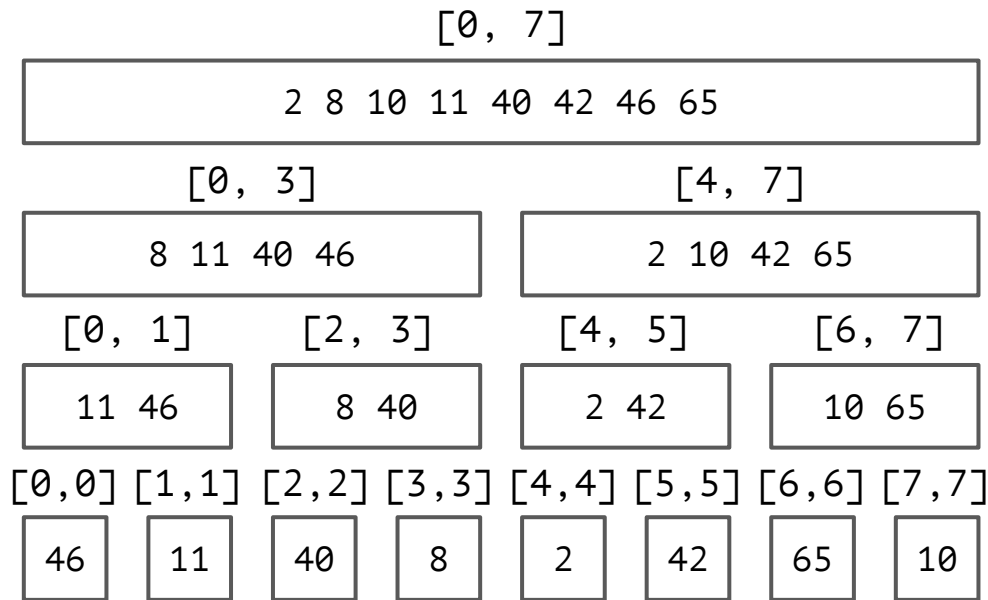 [0, 7]
2 8 10 11 40 42 46 65
[0, 3] [4, 7]
8 11 40 46 2 10 42 65
[0, 1] [2, 3] [4, 5] [6, 7]
11 46 8 40 2 42 10 65
[0,0] [1,1] [2,2] [3,3] [4,4] [5,5] [6,6] [7,7]
46 11 40 8 2 42 65 10